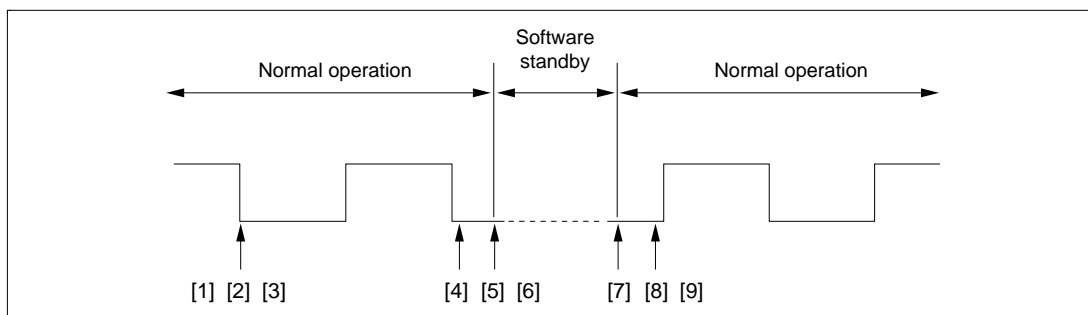 Software
standby
Normal operation
Normal operation
[1] [2] [3]
[4] [5] [6]
[7] [8] [9]